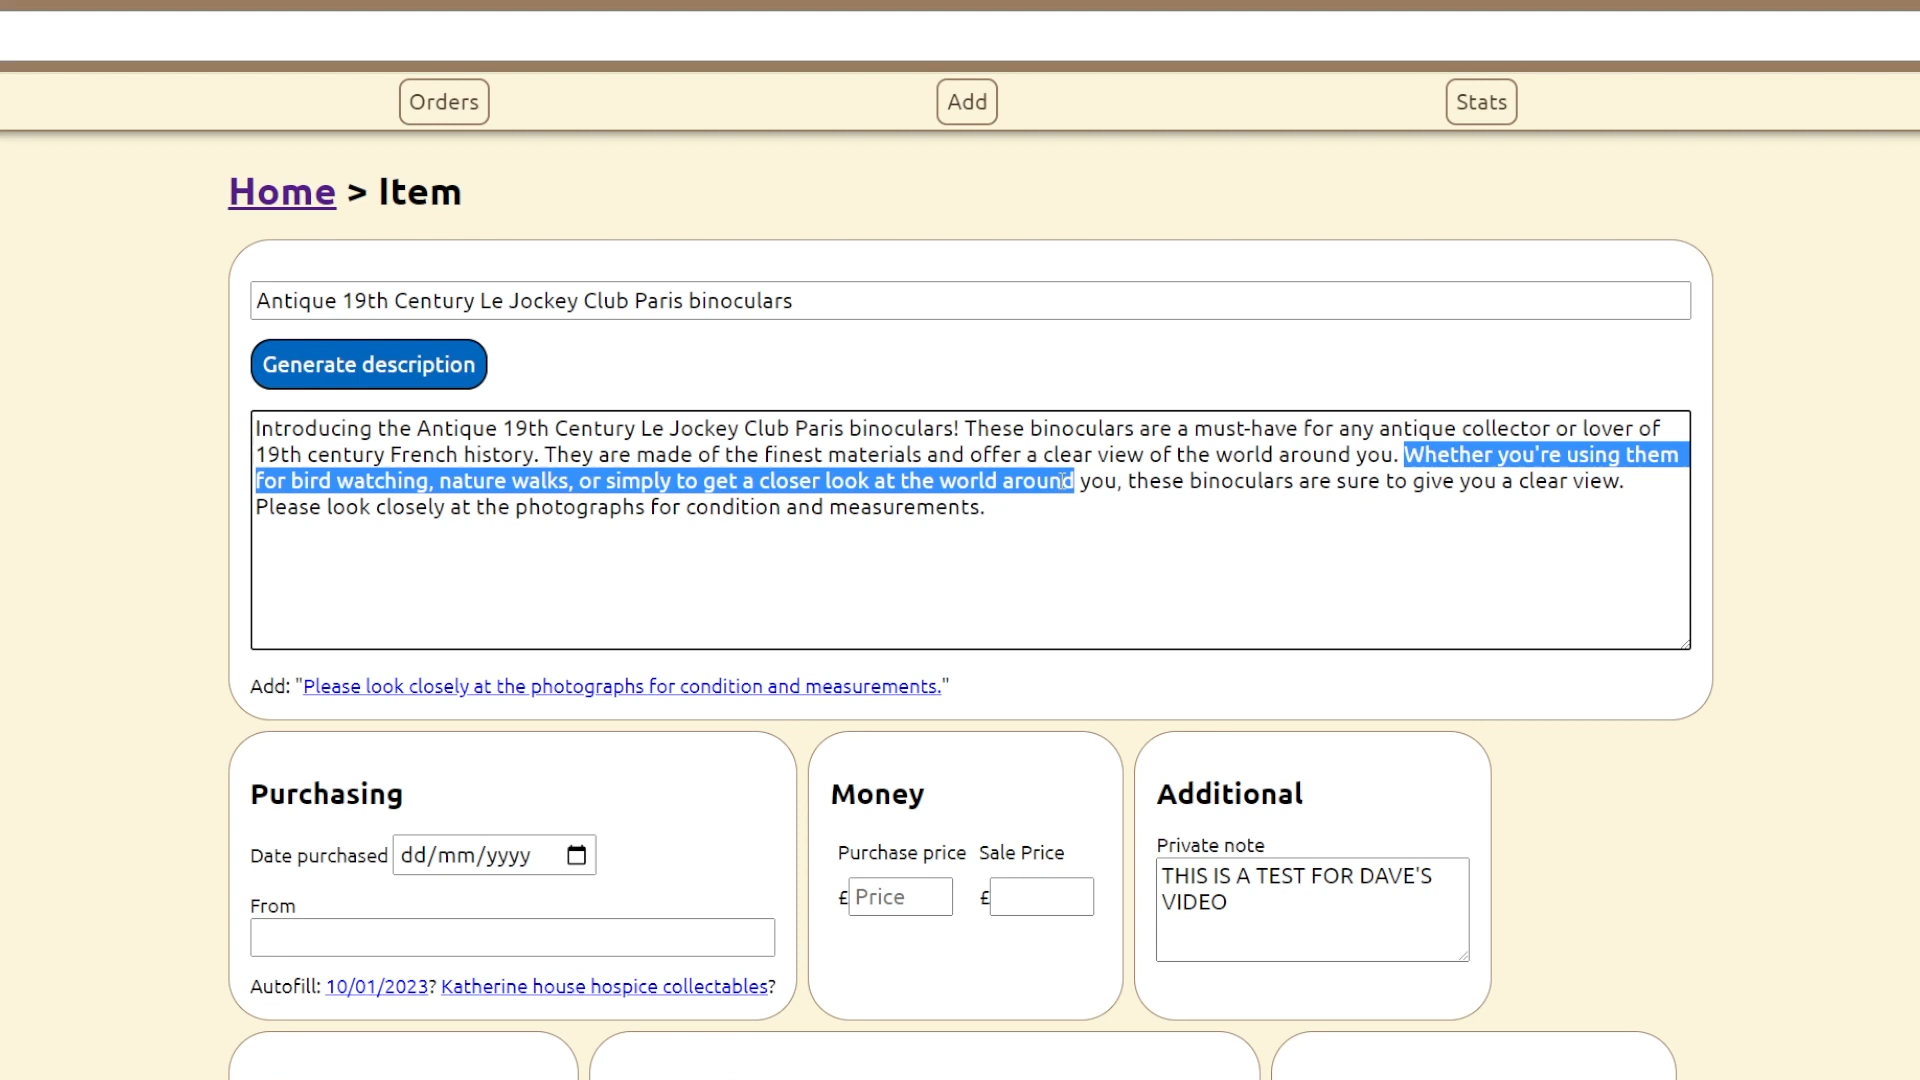 Orders
Add
Stats
Home > Item
Antique 19th Century Le Jockey Club Paris binoculars
Generate description
Introducing the Antique 19th Century Le Jockey Club Paris binoculars! These binoculars are a must-have for any antique collector or lover of
19th century French history. They are made of the finest materials and offer a clear view of the world around you. Whether you're using them
for bird watching, nature walks, or simply to get a closer look at the world around you, these binoculars are sure to give you a clear view.
Please look closely at the photographs for condition and measurements.
Add: "Please look closely at the photographs for condition and measurements."
Purchasing
Date purchased dd/mm/yyyy
From
Autofill: 10/01/2023? Katherine house hospice collectables?
Money
Purchase price Sale Price
£ Price £
Additional
Private note
THIS IS A TEST FOR DAVE'S
VIDEO